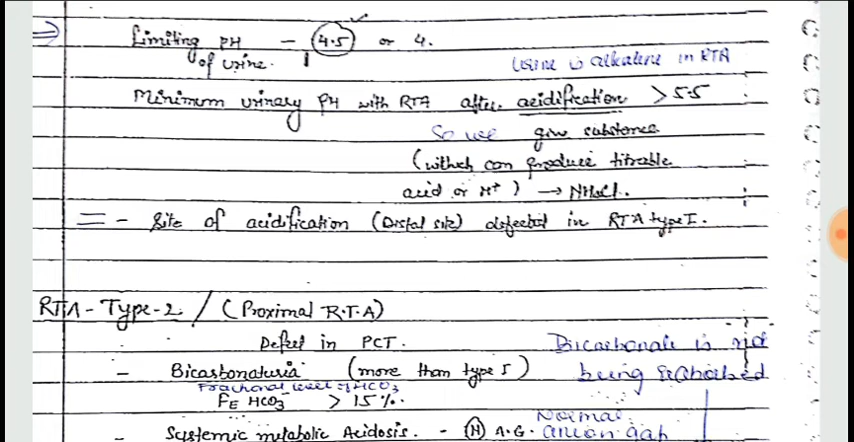 ⇒ Limiting pH of urine. – 4.5 or 4.
Urine is alkaline in RTA
Minimum urinary pH with RTA after acidification > 5.5
So we give substance
(which can produce titrable
acid or H+) → NH4Cl.
= - Site of acidification (Distal site) defected in RTA type I.
RTA - Type-2 / (Proximal R.T.A)
Defect in PCT.
Bicarbonate is not
- Bicarbonaturia (more than type I) being reabsorbed
Fractional of HCO3
FE HCO3- > 15%.
Normal
- Systemic metabolic Acidosis. - (N) A.G. anion gap